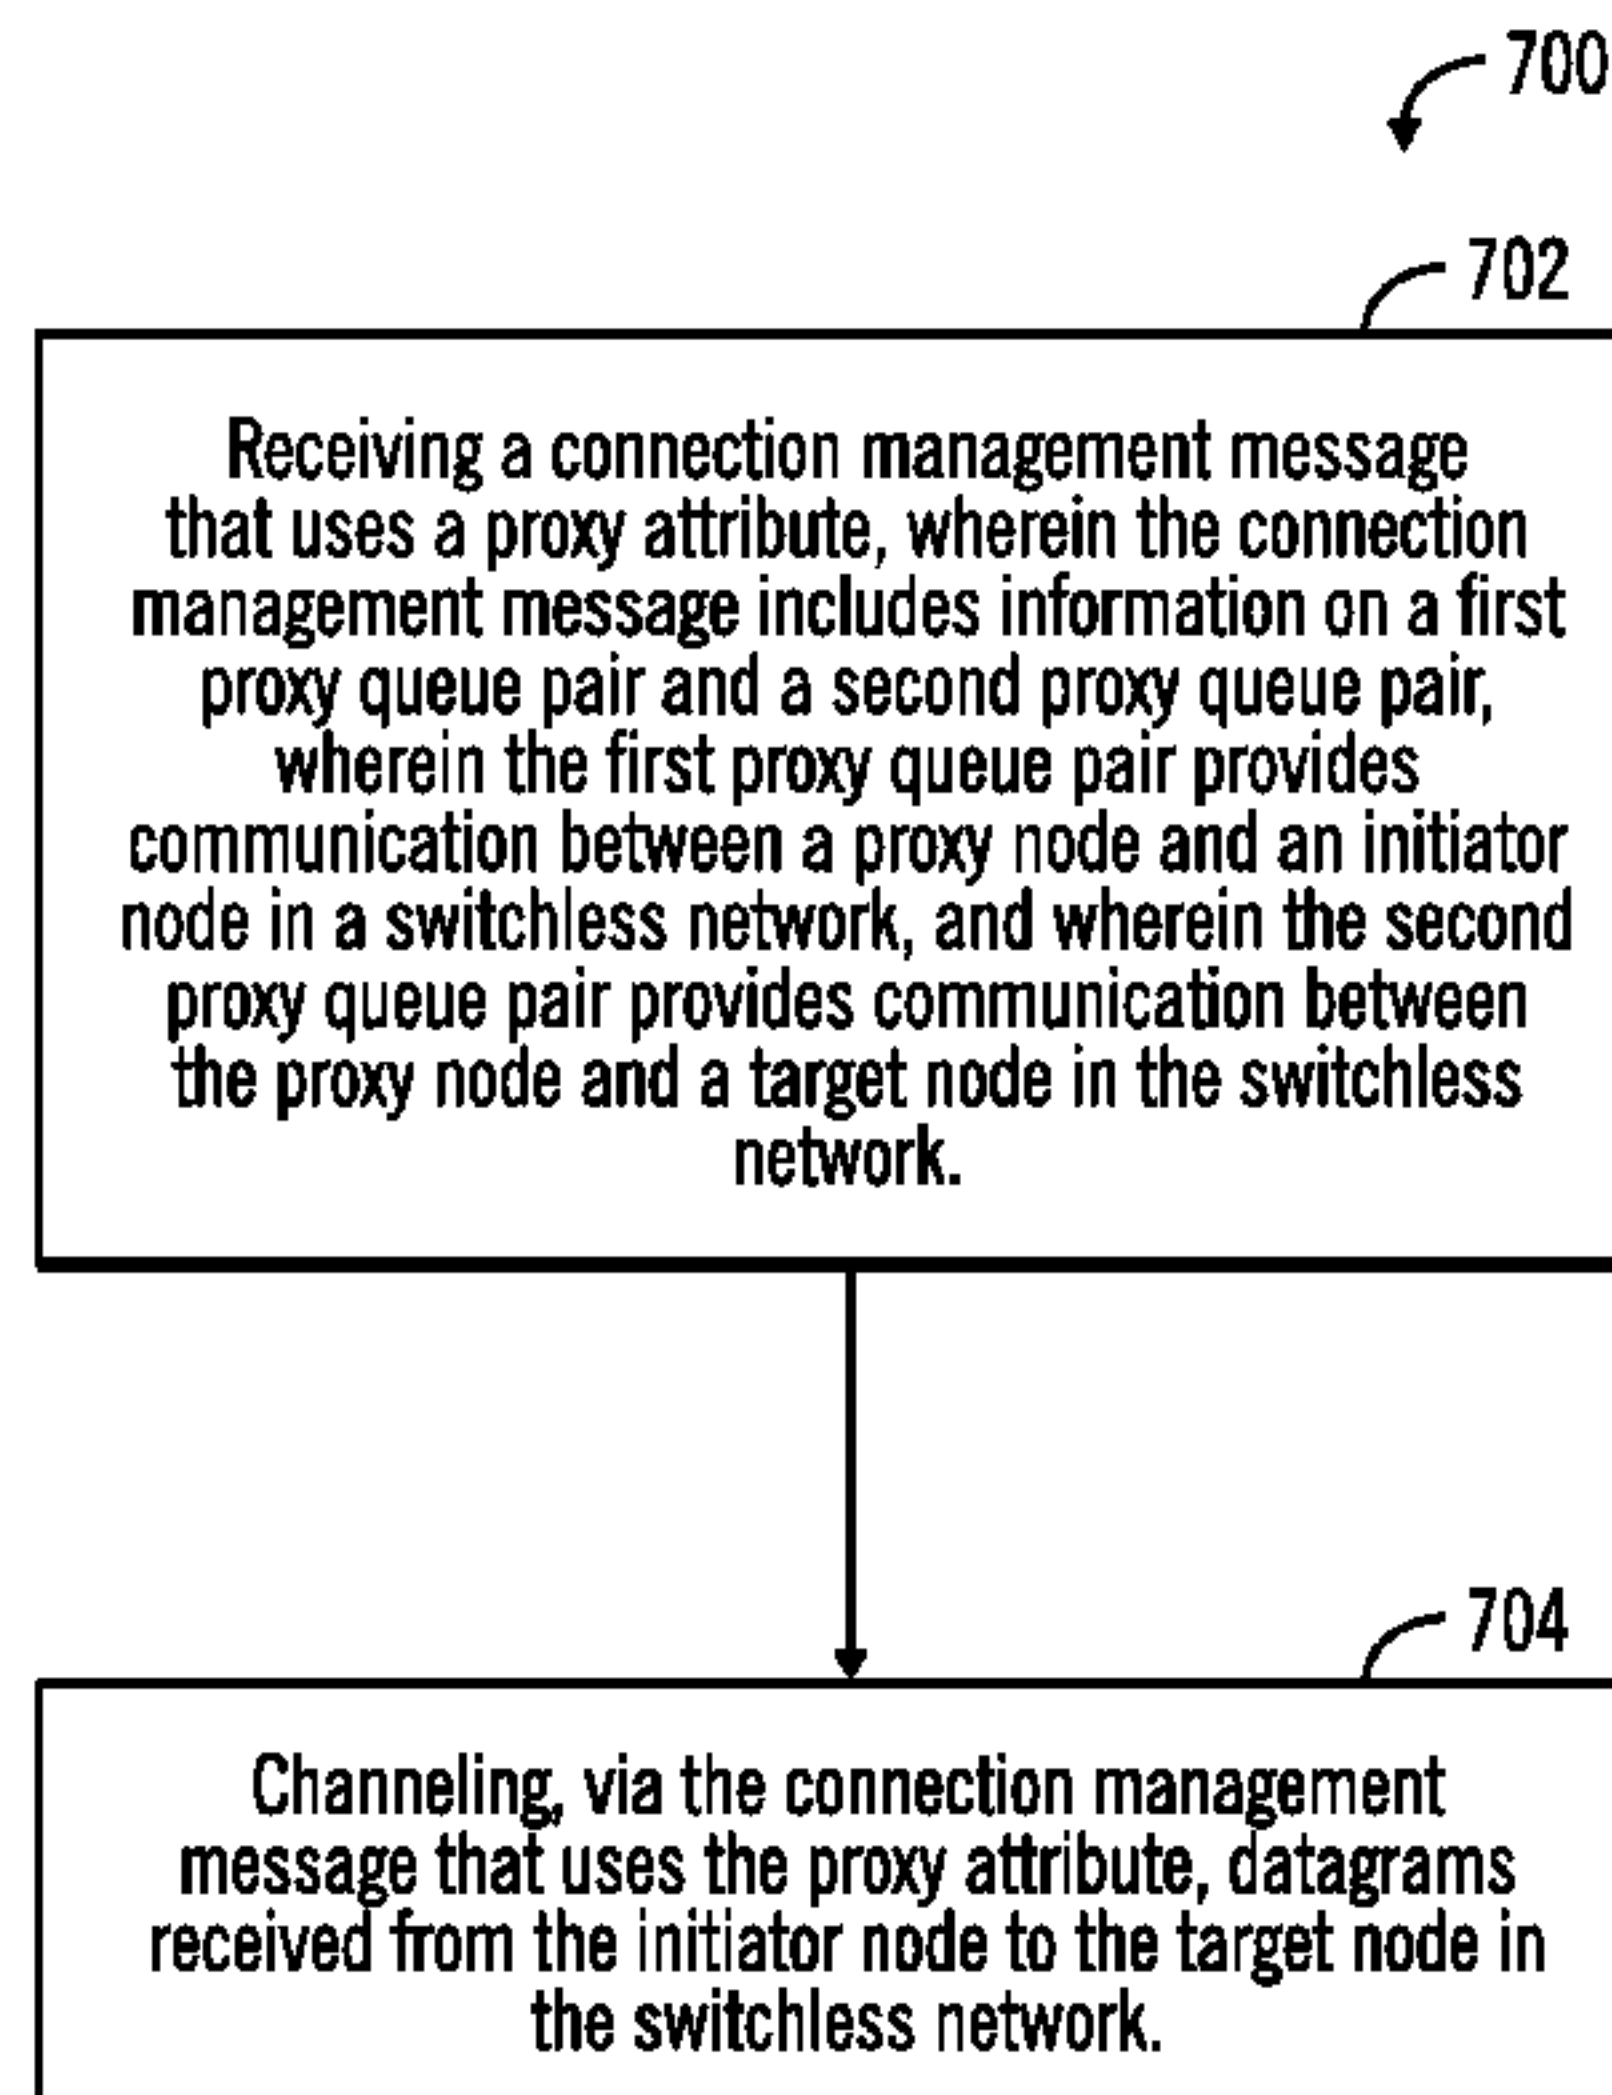 700
702
Receiving a connection management message
that uses a proxy attribute, wherein the connection
management message includes information on a first
proxy queue pair and a second proxy queue pair,
wherein the first proxy queue pair provides
communication between a proxy node and an initiator
node in a switchless network, and wherein the second
proxy queue pair provides communication between
the proxy node and a target node in the switchless
network.
704
Channeling, via the connection management
message that uses the proxy attribute, datagrams
received from the initiator node to the target node in
the switchless network.